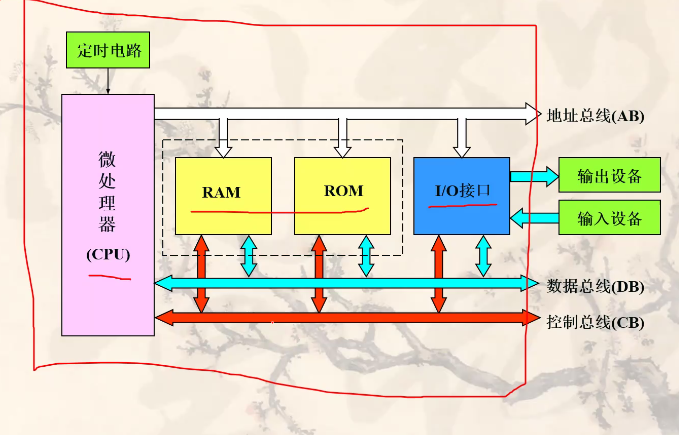 定时电路
微
处
理
器
(CPU)
RAM
ROM
I/O接口
地址总线(AB)
输出设备
输入设备
数据总线(DB)
控制总线(CB)